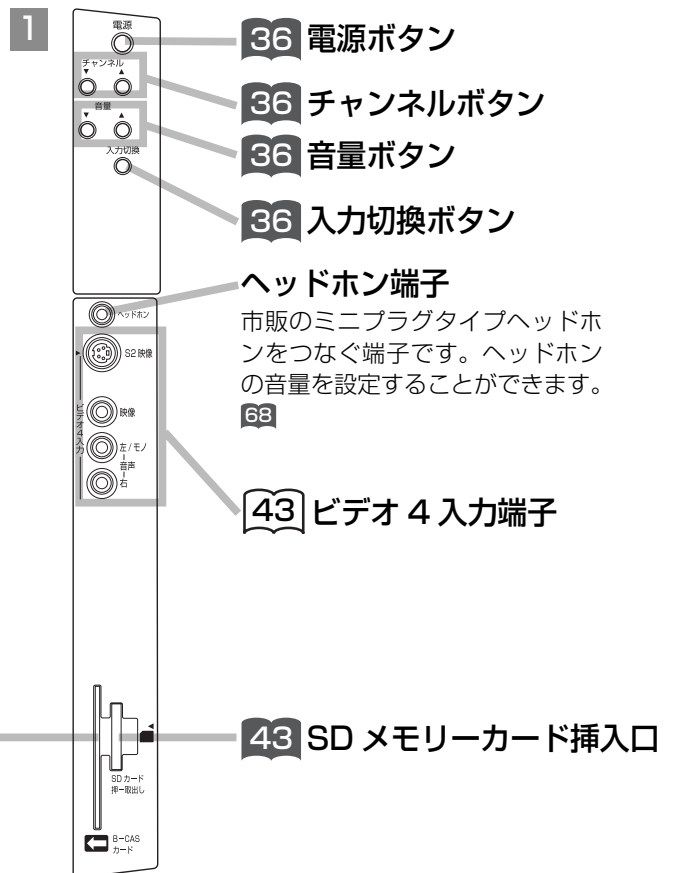 1
電源
チャンネル
▼ ▲
音量
▼ ▲
入力切換
36 電源ボタン
36 チャンネルボタン
36 音量ボタン
36 入力切換ボタン
ヘッドホン端子
市販のミニプラグタイプヘッドホ
ンをつなぐ端子です。ヘッドホン
の音量を設定することができます。
68
ヘッドホン
S2 映像
ビデオ4入力
映像
左/モノ
音声
右
43 ビデオ 4 入力端子
43 SD メモリーカード挿入口
SD カード
押-取出し
B-CAS
カード